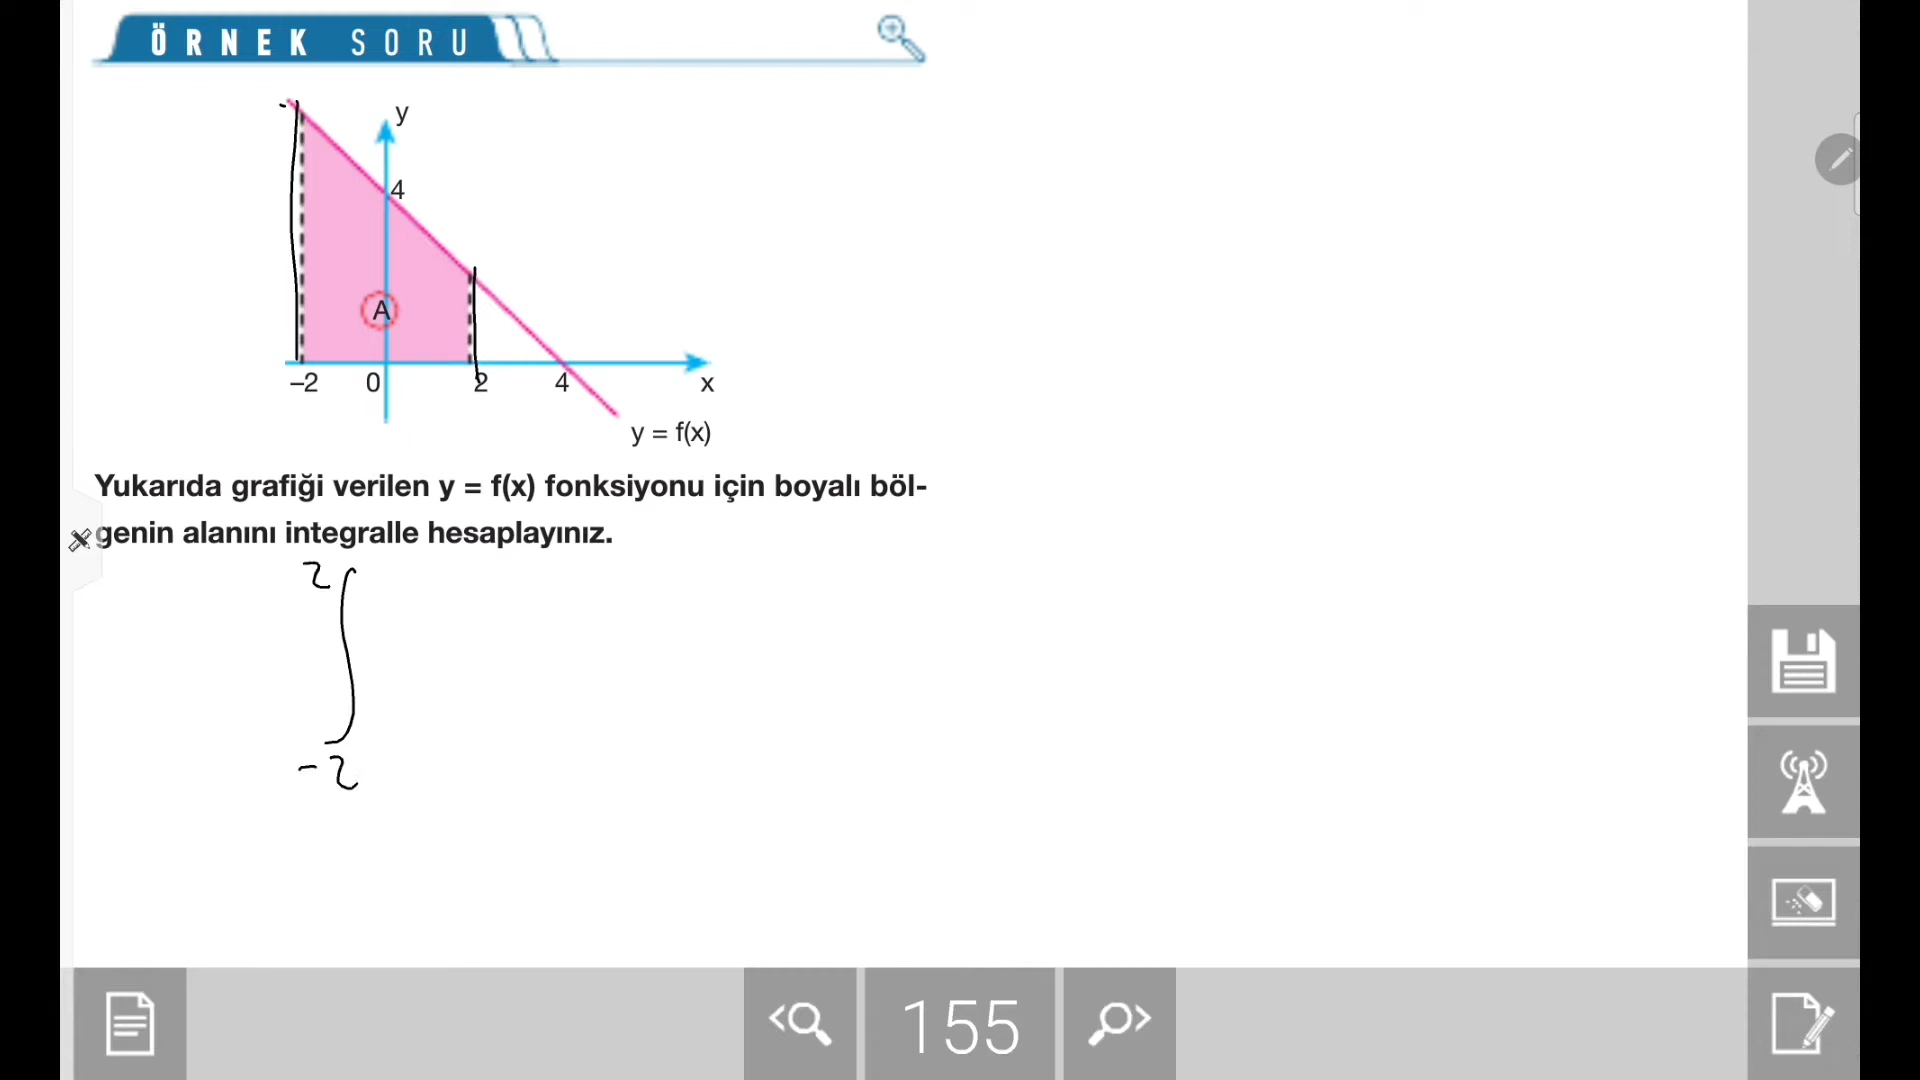 ÖRNEK SORU
y
4
A
-2 0 2 4 x
y = f(x)
Yukarıda grafiği verilen y = f(x) fonksiyonu için boyalı böl-
genin alanını integralle hesaplayınız.
2
∫
-2
155